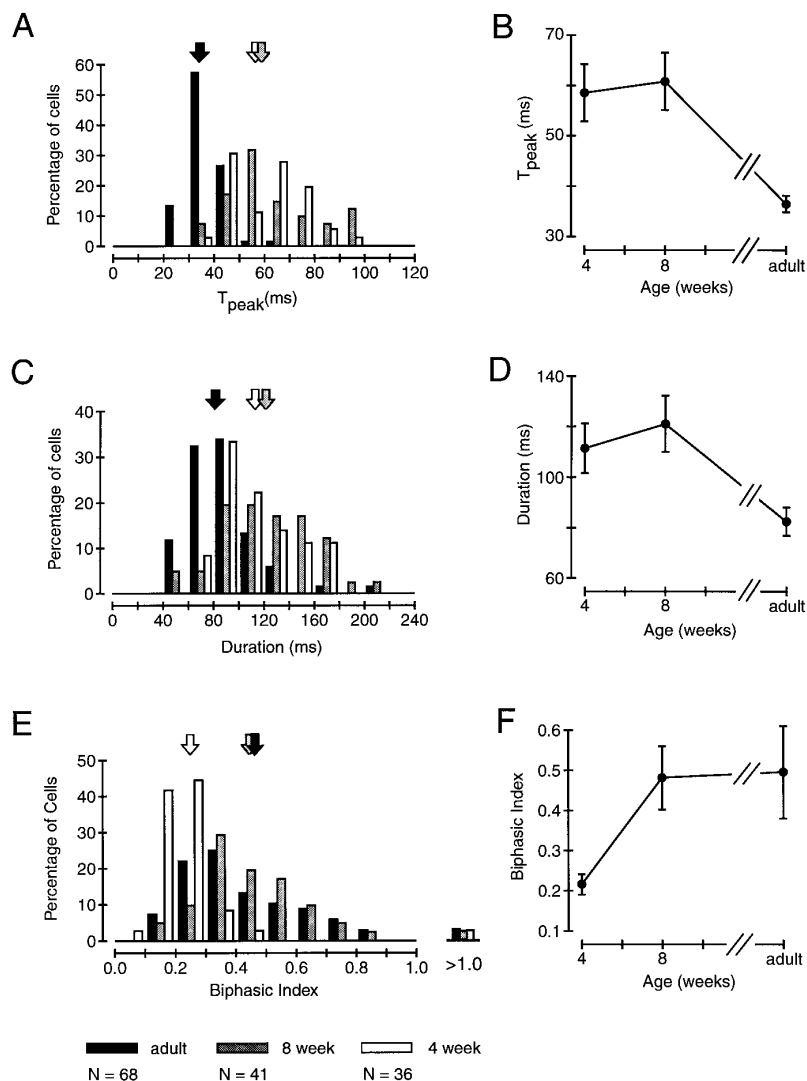 A
Percentage of cells
60
50
40
30
20
10
0
0 20 40 60 80 100 120
Tpeak(ms)
B
Tpeak (ms)
70
50
30
4 8 adult
Age (weeks)
C
Percentage of cells
40
30
20
10
0
0 40 80 120 160 200 240
Duration (ms)
D
Duration (ms)
140
100
60
4 8 adult
Age (weeks)
E
Percentage of Cells
50
40
30
20
10
0
0.0 0.2 0.4 0.6 0.8 1.0 >1.0
Biphasic Index
F
Biphasic Index
0.6
0.5
0.4
0.3
0.2
0.1
4 8 adult
Age (weeks)
adult 8 week 4 week
N = 68 N = 41 N = 36